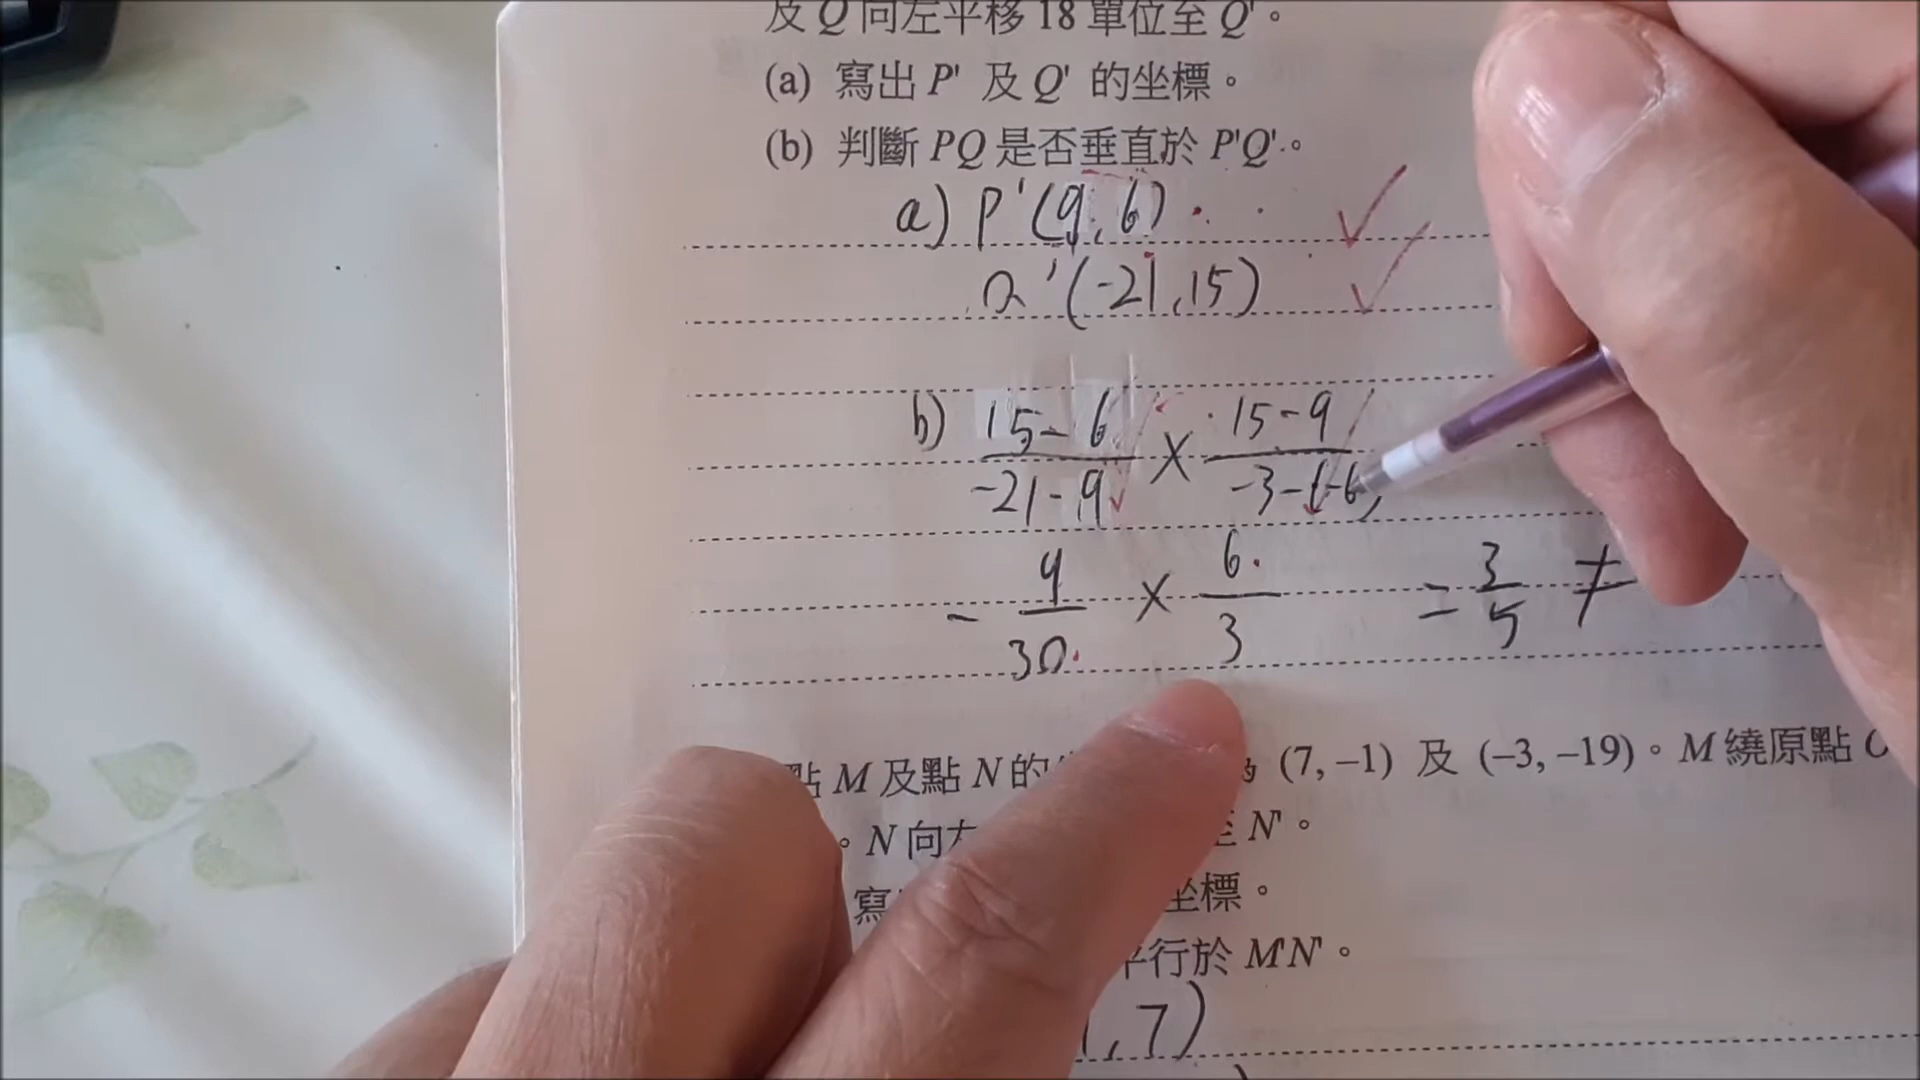 及 Q 向左平移 18 單位至 Q'。
(a) 寫出 P' 及 Q' 的坐標。
(b) 判斷 PQ 是否垂直於 P'Q'。
a) P'(9,6)
Q'(-21,15)
b) 15-6 / -21-9 × 15-9 / -3-(-6)
- 9/30 × 6/3 = 3/5 ≠
點 M 及點 N 的 (7, –1) 及 (–3, –19)。M 繞原點 O
。N 向左 至 N'。
寫 坐標。
平行於 M'N'。
,7)